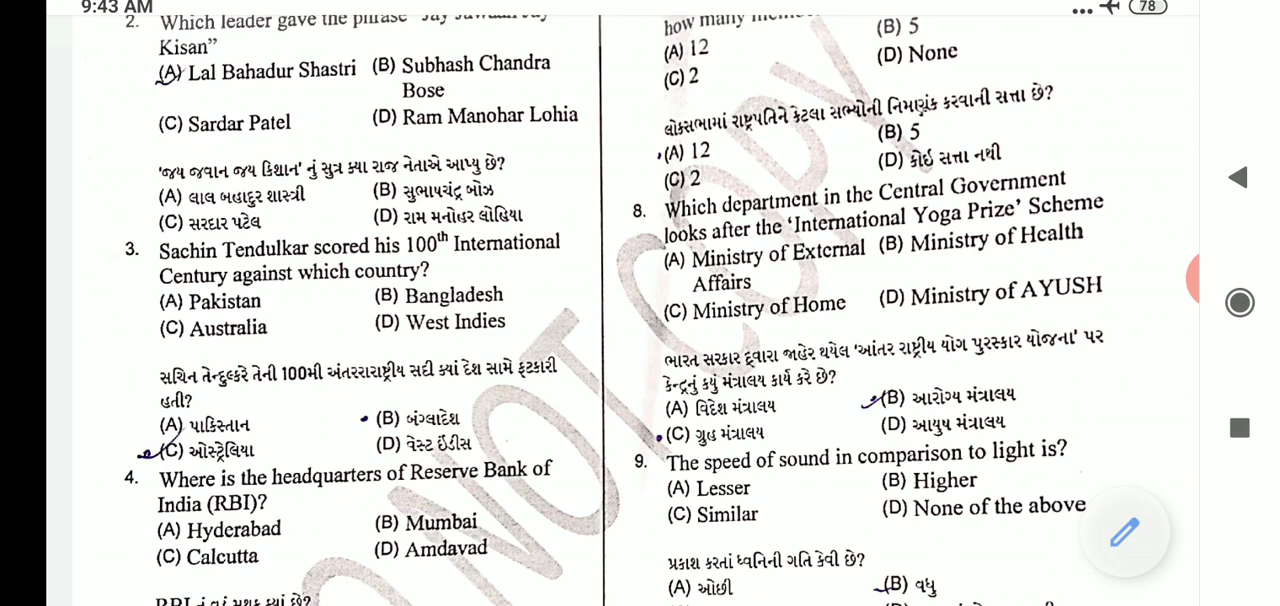 9:43 AM
78
2. Which leader gave the phrase "Jay Jawan Jay
Kisan”
(A) Lal Bahadur Shastri (B) Subhash Chandra
Bose
(C) Sardar Patel (D) Ram Manohar Lohia
'જય જવાન જય કિશાન' નું સુત્ર ક્યા રાજ નેતાએ આપ્યુ છે?
(A) લાલ બહાદુર શાસ્ત્રી (B) સુભાષચંદ્ર બોઝ
(C) સરદાર પટેલ (D) રામ મનોહર લોહિયા
3. Sachin Tendulkar scored his 100th International
Century against which country?
(A) Pakistan (B) Bangladesh
(C) Australia (D) West Indies
સચિન તેન્દુલ્કરે તેની 100મી અંતરરાષ્ટ્રીય સદી ક્યાં દેશ સામે ફટકારી
હતી?
(A) પાકિસ્તાન (B) બંગ્લાદેશ
(C) ઓસ્ટ્રેલિયા (D) વેસ્ટ ઇંડીસ
4. Where is the headquarters of Reserve Bank of
India (RBI)?
(A) Hyderabad (B) Mumbai
(C) Calcutta (D) Amdavad
how many
(A) 12 (B) 5
(C) 2 (D) None
લોકસભામાં રાષ્ટ્રપતિને કેટલા સભ્યોની નિમણુંક કરવાની સત્તા છે?
(A) 12 (B) 5
(C) 2 (D) કોઇ સત્તા નથી
8. Which department in the Central Government
looks after the ‘International Yoga Prize’ Scheme
(A) Ministry of External (B) Ministry of Health
Affairs
(C) Ministry of Home (D) Ministry of AYUSH
ભારત સરકાર દ્વારા જાહેર થયેલ 'આંતર રાષ્ટ્રીય યોગ પુરસ્કાર યોજના' પર
કેન્દ્રનું કયું મંત્રાલય કાર્ય કરે છે?
(A) વિદેશ મંત્રાલય (B) આરોગ્ય મંત્રાલય
(C) ગ્રુહ મંત્રાલય (D) આયુષ મંત્રાલય
9. The speed of sound in comparison to light is?
(A) Lesser (B) Higher
(C) Similar (D) None of the above
પ્રકાશ કરતાં ધ્વનિની ગતિ કેવી છે?
(A) ઓછી (B) વધુ
DO NOT COPY